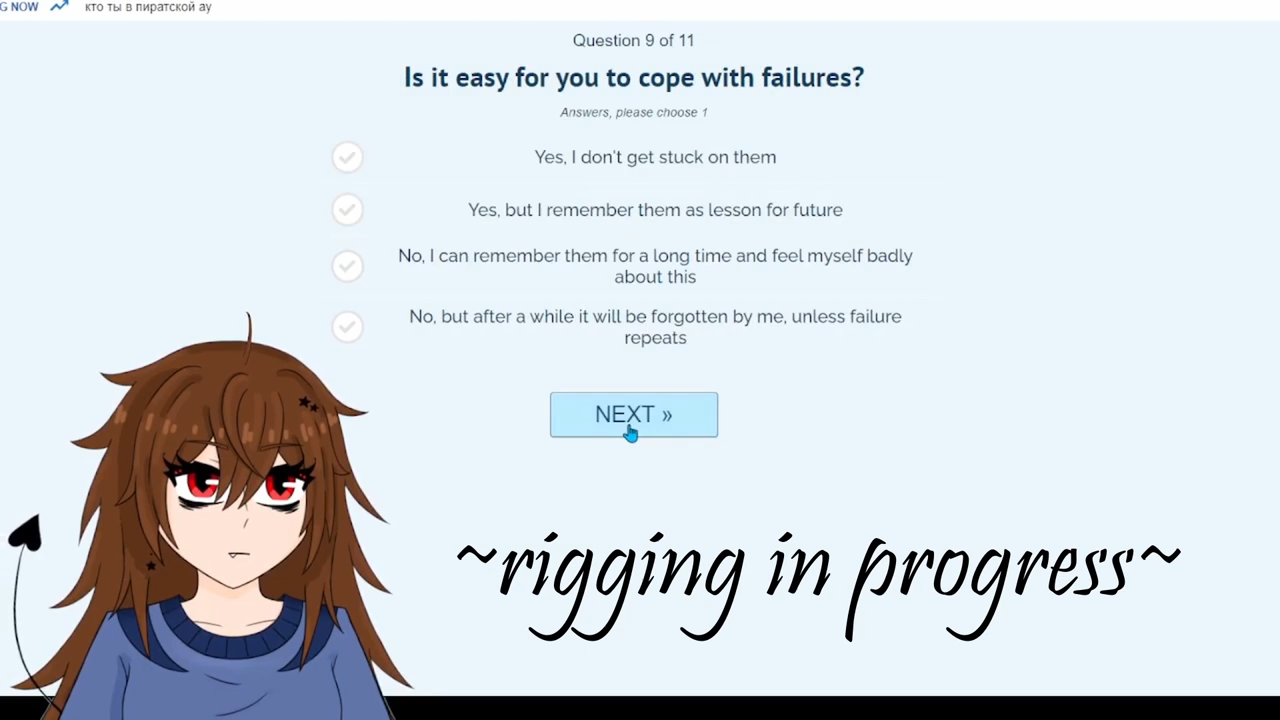 G NOW кто ты в пиратской ау
Question 9 of 11
Is it easy for you to cope with failures?
Answers, please choose 1
Yes, I don't get stuck on them
Yes, but I remember them as lesson for future
No, I can remember them for a long time and feel myself badly
about this
No, but after a while it will be forgotten by me, unless failure
repeats
NEXT »
~rigging in progress~